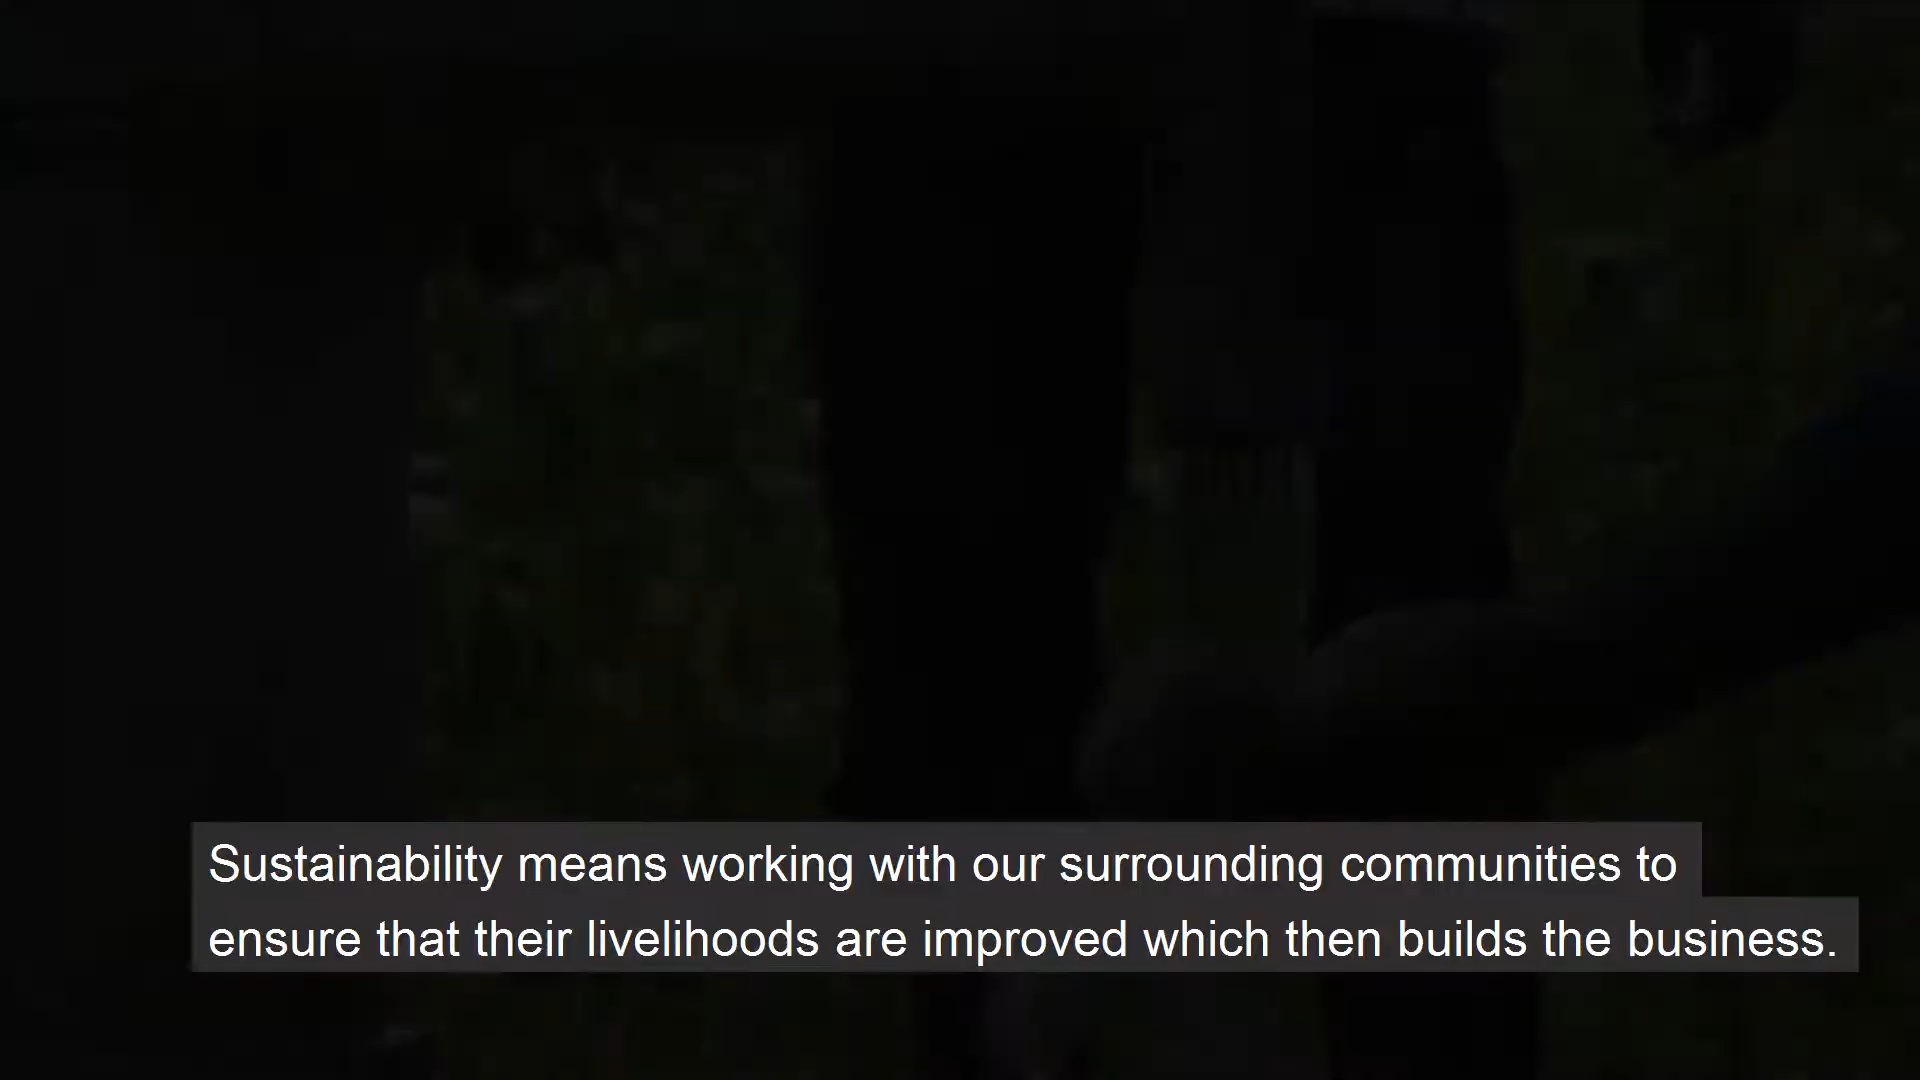 Sustainability means working with our surrounding communities to
ensure that their livelihoods are improved which then builds the business.